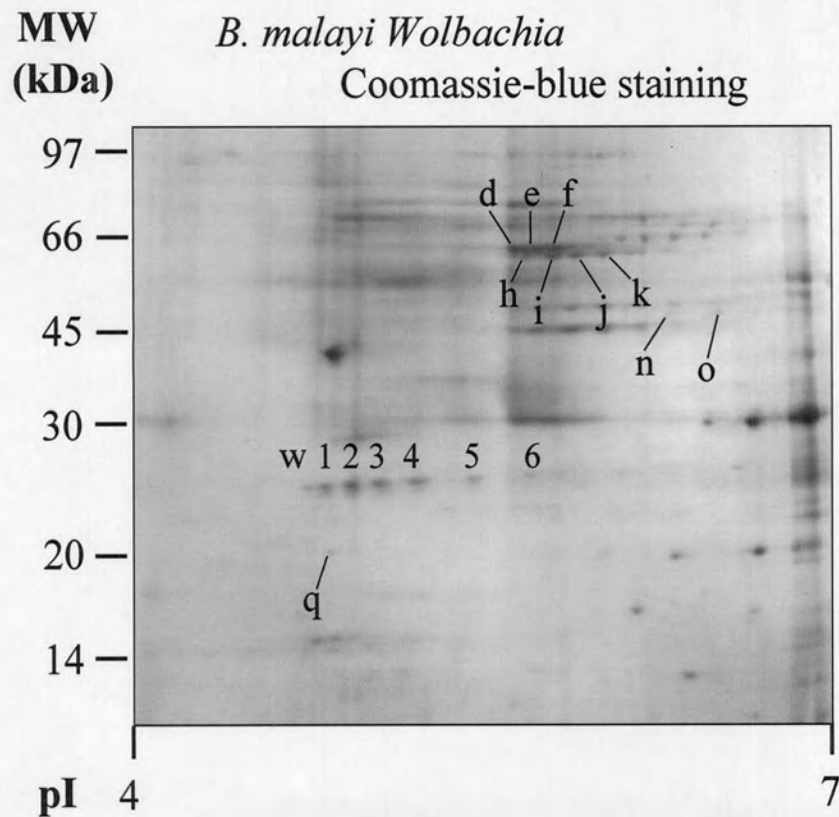 MW
(kDa)
B. malayi Wolbachia
Coomassie-blue staining
97
66
45
30
20
14
d e f
h i j k
n o
w 1 2 3 4 5 6
q
pI 4 7